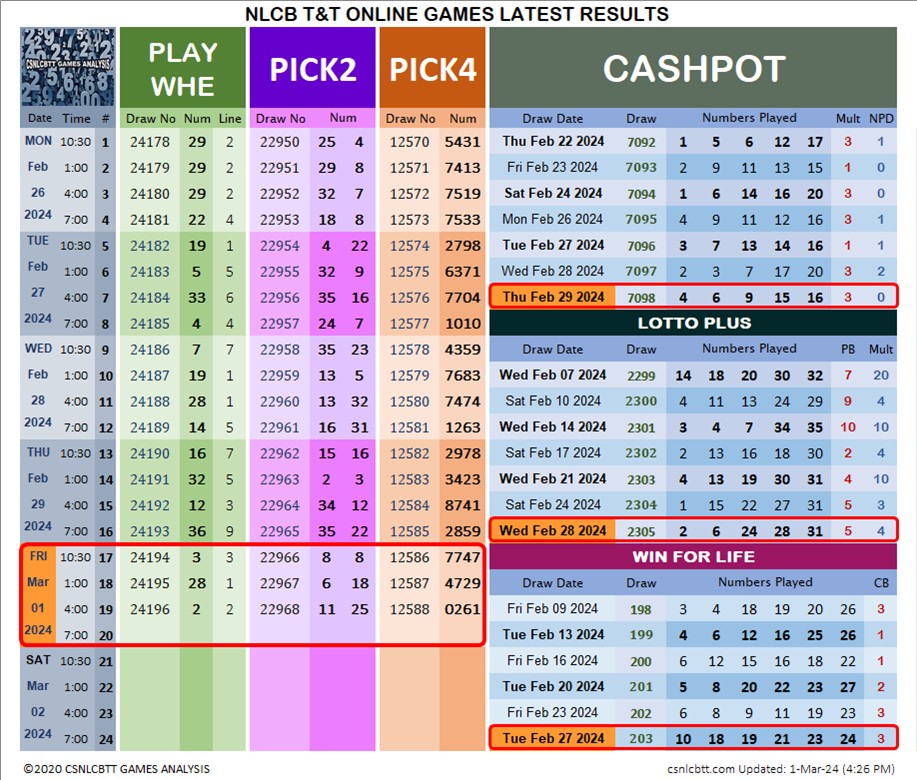 NLCB T&T ONLINE GAMES LATEST RESULTS
CSNLCBTT GAMES ANALYSIS
PLAY WHE
PICK2
PICK4
CASHPOT
Date Time # Draw No Num Line Draw No Num Draw No Num
MON 10:30 1 24178 29 2 22950 25 4 12570 5431
Feb 1:00 2 24179 29 2 22951 29 8 12571 7413
26 4:00 3 24180 29 2 22952 32 7 12572 7519
2024 7:00 4 24181 22 4 22953 18 8 12573 7533
TUE 10:30 5 24182 19 1 22954 4 22 12574 2798
Feb 1:00 6 24183 5 5 22955 32 9 12575 6371
27 4:00 7 24184 33 6 22956 35 16 12576 7704
2024 7:00 8 24185 4 4 22957 24 7 12577 1010
WED 10:30 9 24186 7 7 22958 35 23 12578 4359
Feb 1:00 10 24187 19 1 22959 13 5 12579 7683
28 4:00 11 24188 28 1 22960 13 32 12580 7474
2024 7:00 12 24189 14 5 22961 16 31 12581 1263
THU 10:30 13 24190 16 7 22962 15 16 12582 2978
Feb 1:00 14 24191 32 5 22963 2 3 12583 3423
29 4:00 15 24192 12 3 22964 34 12 12584 8741
2024 7:00 16 24193 36 9 22965 35 22 12585 2859
FRI 10:30 17 24194 3 3 22966 8 8 12586 7747
Mar 1:00 18 24195 28 1 22967 6 18 12587 4729
01 4:00 19 24196 2 2 22968 11 25 12588 0261
2024 7:00 20
SAT 10:30 21
Mar 1:00 22
02 4:00 23
2024 7:00 24
Draw Date Draw Numbers Played Mult NPD
Thu Feb 22 2024 7092 1 5 6 12 17 3 1
Fri Feb 23 2024 7093 2 9 11 13 15 1 0
Sat Feb 24 2024 7094 1 6 14 16 20 3 0
Mon Feb 26 2024 7095 4 9 11 12 16 3 1
Tue Feb 27 2024 7096 3 7 13 14 16 1 1
Wed Feb 28 2024 7097 2 3 7 17 20 3 2
Thu Feb 29 2024 7098 4 6 9 15 16 3 0
LOTTO PLUS
Draw Date Draw Numbers Played PB Mult
Wed Feb 07 2024 2299 14 18 20 30 32 7 20
Sat Feb 10 2024 2300 4 11 13 24 29 9 4
Wed Feb 14 2024 2301 3 4 7 34 35 10 10
Sat Feb 17 2024 2302 2 13 16 18 30 2 4
Wed Feb 21 2024 2303 4 13 19 30 31 4 10
Sat Feb 24 2024 2304 1 15 22 27 31 5 3
Wed Feb 28 2024 2305 2 6 24 28 31 5 4
WIN FOR LIFE
Draw Date Draw Numbers Played CB
Fri Feb 09 2024 198 3 4 18 19 20 26 3
Tue Feb 13 2024 199 4 6 12 16 25 26 1
Fri Feb 16 2024 200 6 12 15 16 18 22 1
Tue Feb 20 2024 201 5 8 20 22 23 27 2
Fri Feb 23 2024 202 6 8 9 11 19 23 3
Tue Feb 27 2024 203 10 18 19 21 23 24 3
©2020 CSNLCBTT GAMES ANALYSIS
csnlcbtt.com Updated: 1-Mar-24 (4:26 PM)